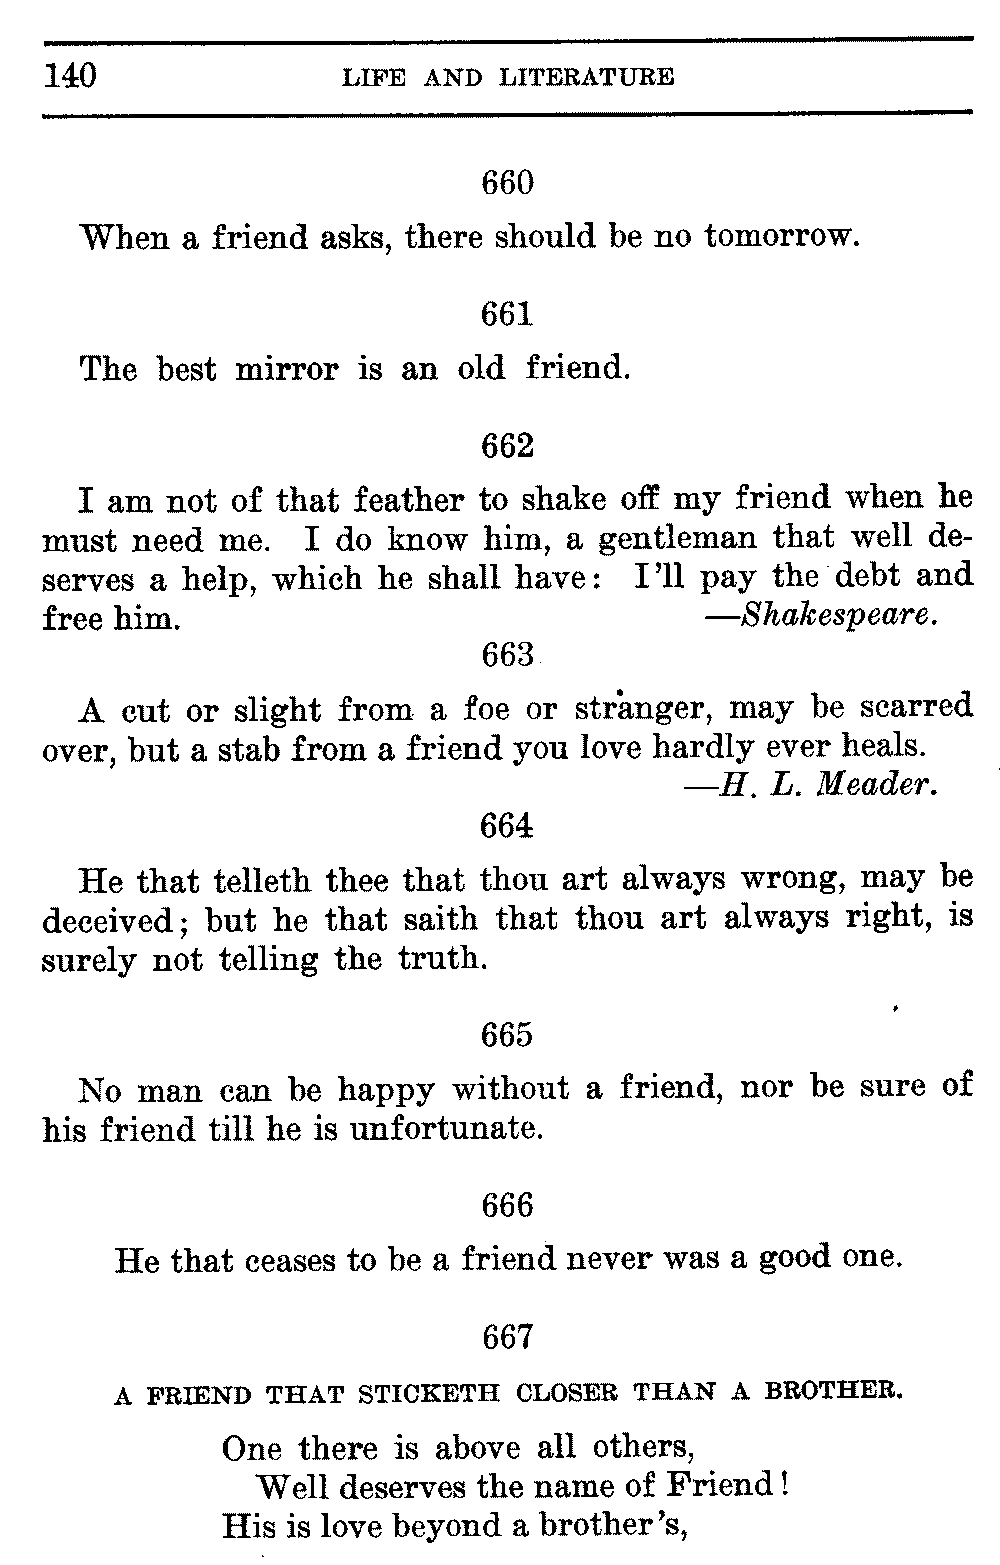 140 LIFE AND LITERATURE
660
When a friend asks, there should be no tomorrow.
661
The best mirror is an old friend.
662
I am not of that feather to shake off my friend when he
must need me. I do know him, a gentleman that well de-
serves a help, which he shall have: I'll pay the debt and
free him. —Shakespeare.
663
A cut or slight from a foe or stranger, may be scarred
over, but a stab from a friend you love hardly ever heals.
—H. L. Meader.
664
He that telleth thee that thou art always wrong, may be
deceived; but he that saith that thou art always right, is
surely not telling the truth.
665
No man can be happy without a friend, nor be sure of
his friend till he is unfortunate.
666
He that ceases to be a friend never was a good one.
667
A FRIEND THAT STICKETH CLOSER THAN A BROTHER.
One there is above all others,
Well deserves the name of Friend!
His is love beyond a brother's,